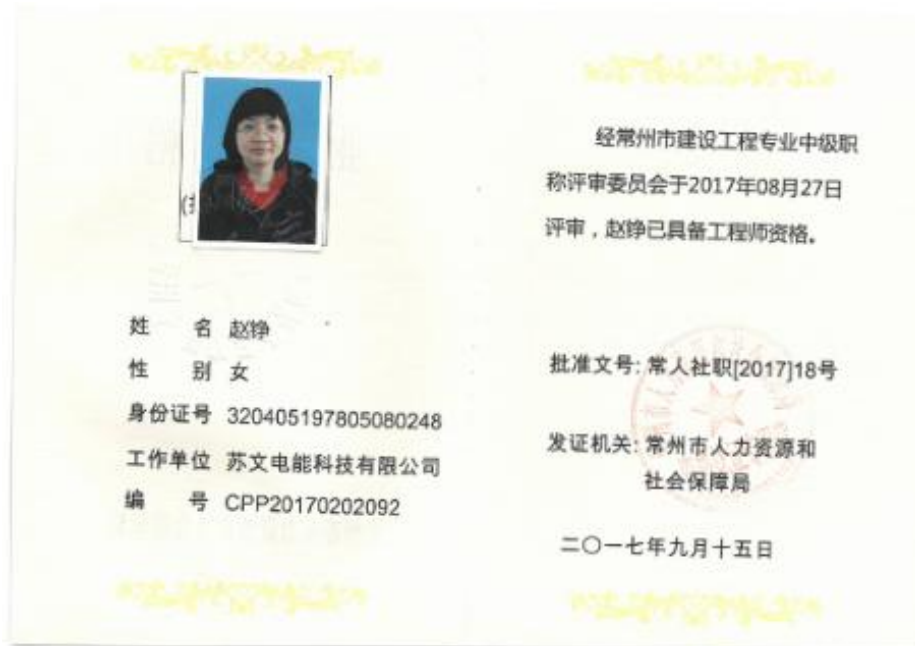 姓 名 赵铮
性 别 女
身份证号 320405197805080248
工作单位 苏文电能科技有限公司
编 号 CPP20170202092
经常州市建设工程专业中级职
称评审委员会于2017年08月27日
评审，赵铮已具备工程师资格。
批准文号: 常人社职[2017]18号
发证机关: 常州市人力资源和
社会保障局
二〇一七年九月十五日